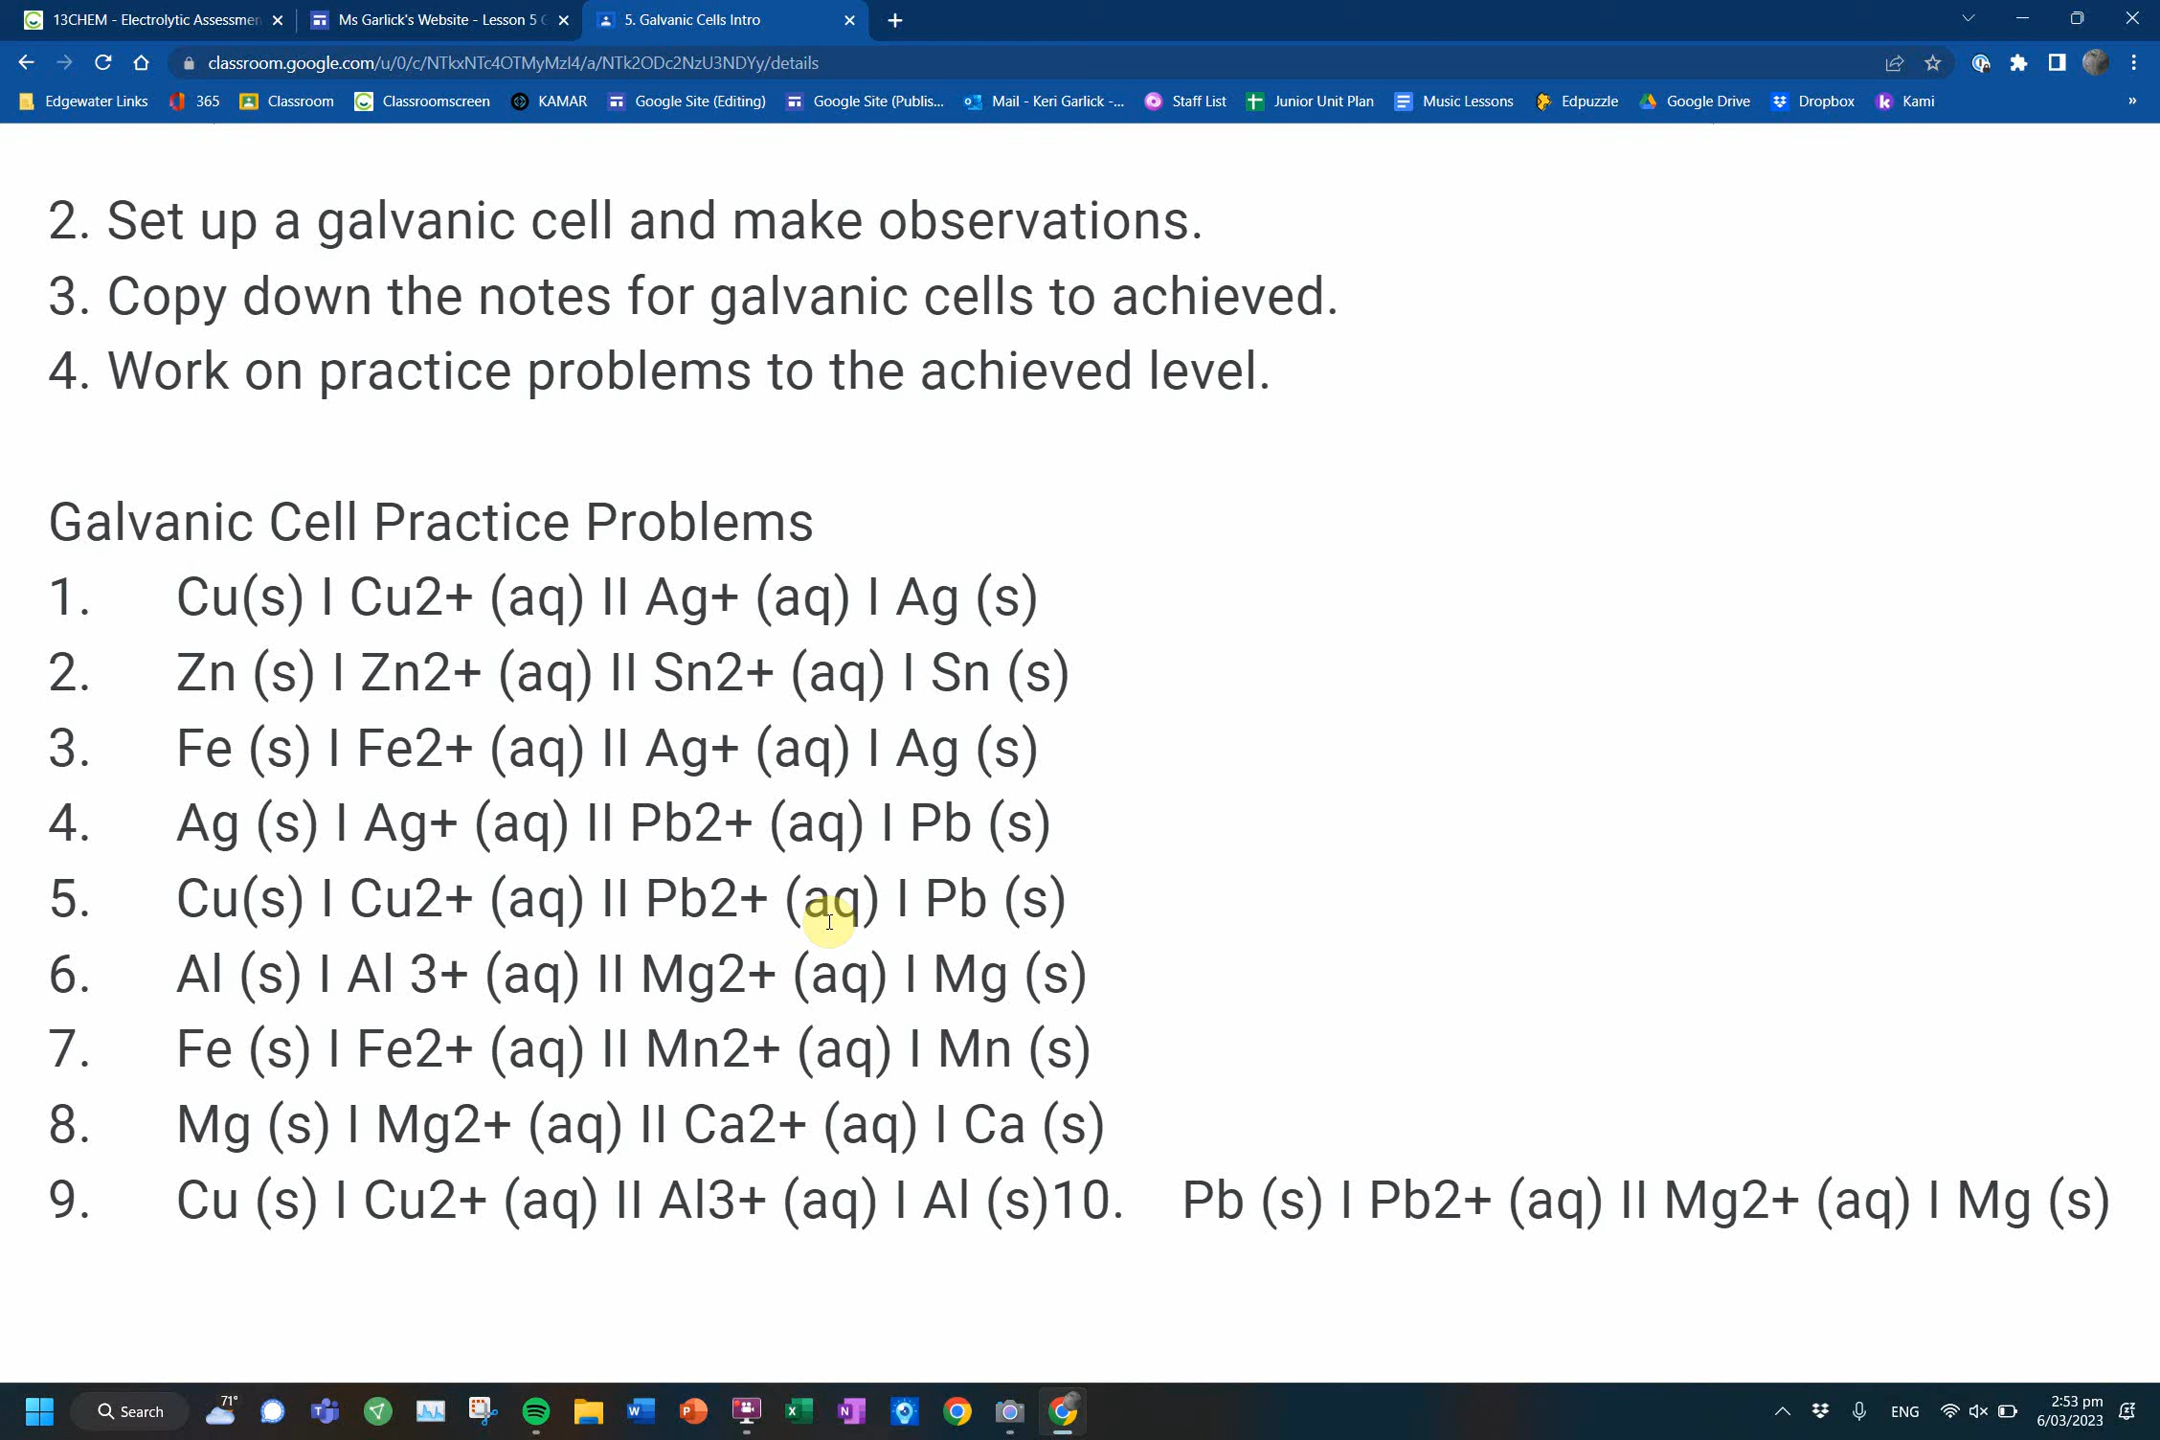 13CHEM - Electrolytic Assessmen
Ms Garlick's Website - Lesson 5 G
5. Galvanic Cells Intro
classroom.google.com/u/0/c/NTkxNTc4OTMyMzI4/a/NTk2ODc2NzU3NDYy/details
Edgewater Links 365 Classroom Classroomscreen KAMAR Google Site (Editing) Google Site (Publis... Mail - Keri Garlick -... Staff List Junior Unit Plan Music Lessons Edpuzzle Google Drive Dropbox Kami »
2. Set up a galvanic cell and make observations.
3. Copy down the notes for galvanic cells to achieved.
4. Work on practice problems to the achieved level.
Galvanic Cell Practice Problems
1. Cu(s) I Cu2+ (aq) II Ag+ (aq) I Ag (s)
2. Zn (s) I Zn2+ (aq) II Sn2+ (aq) I Sn (s)
3. Fe (s) I Fe2+ (aq) II Ag+ (aq) I Ag (s)
4. Ag (s) I Ag+ (aq) II Pb2+ (aq) I Pb (s)
5. Cu(s) I Cu2+ (aq) II Pb2+ (aq) I Pb (s)
6. Al (s) I Al 3+ (aq) II Mg2+ (aq) I Mg (s)
7. Fe (s) I Fe2+ (aq) II Mn2+ (aq) I Mn (s)
8. Mg (s) I Mg2+ (aq) II Ca2+ (aq) I Ca (s)
9. Cu (s) I Cu2+ (aq) II Al3+ (aq) I Al (s)10. Pb (s) I Pb2+ (aq) II Mg2+ (aq) I Mg (s)
Search 71° ENG 2:53 pm
6/03/2023